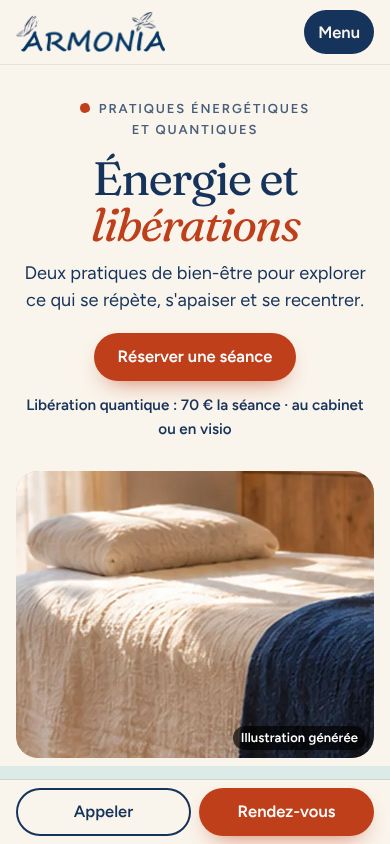 ARMONIA
Menu
PRATIQUES ÉNERGÉTIQUES
ET QUANTIQUES
Énergie et
libérations
Deux pratiques de bien-être pour explorer
ce qui se répète, s'apaiser et se recentrer.
Réserver une séance
Libération quantique : 70 € la séance · au cabinet
ou en visio
Illustration générée
Appeler
Rendez-vous